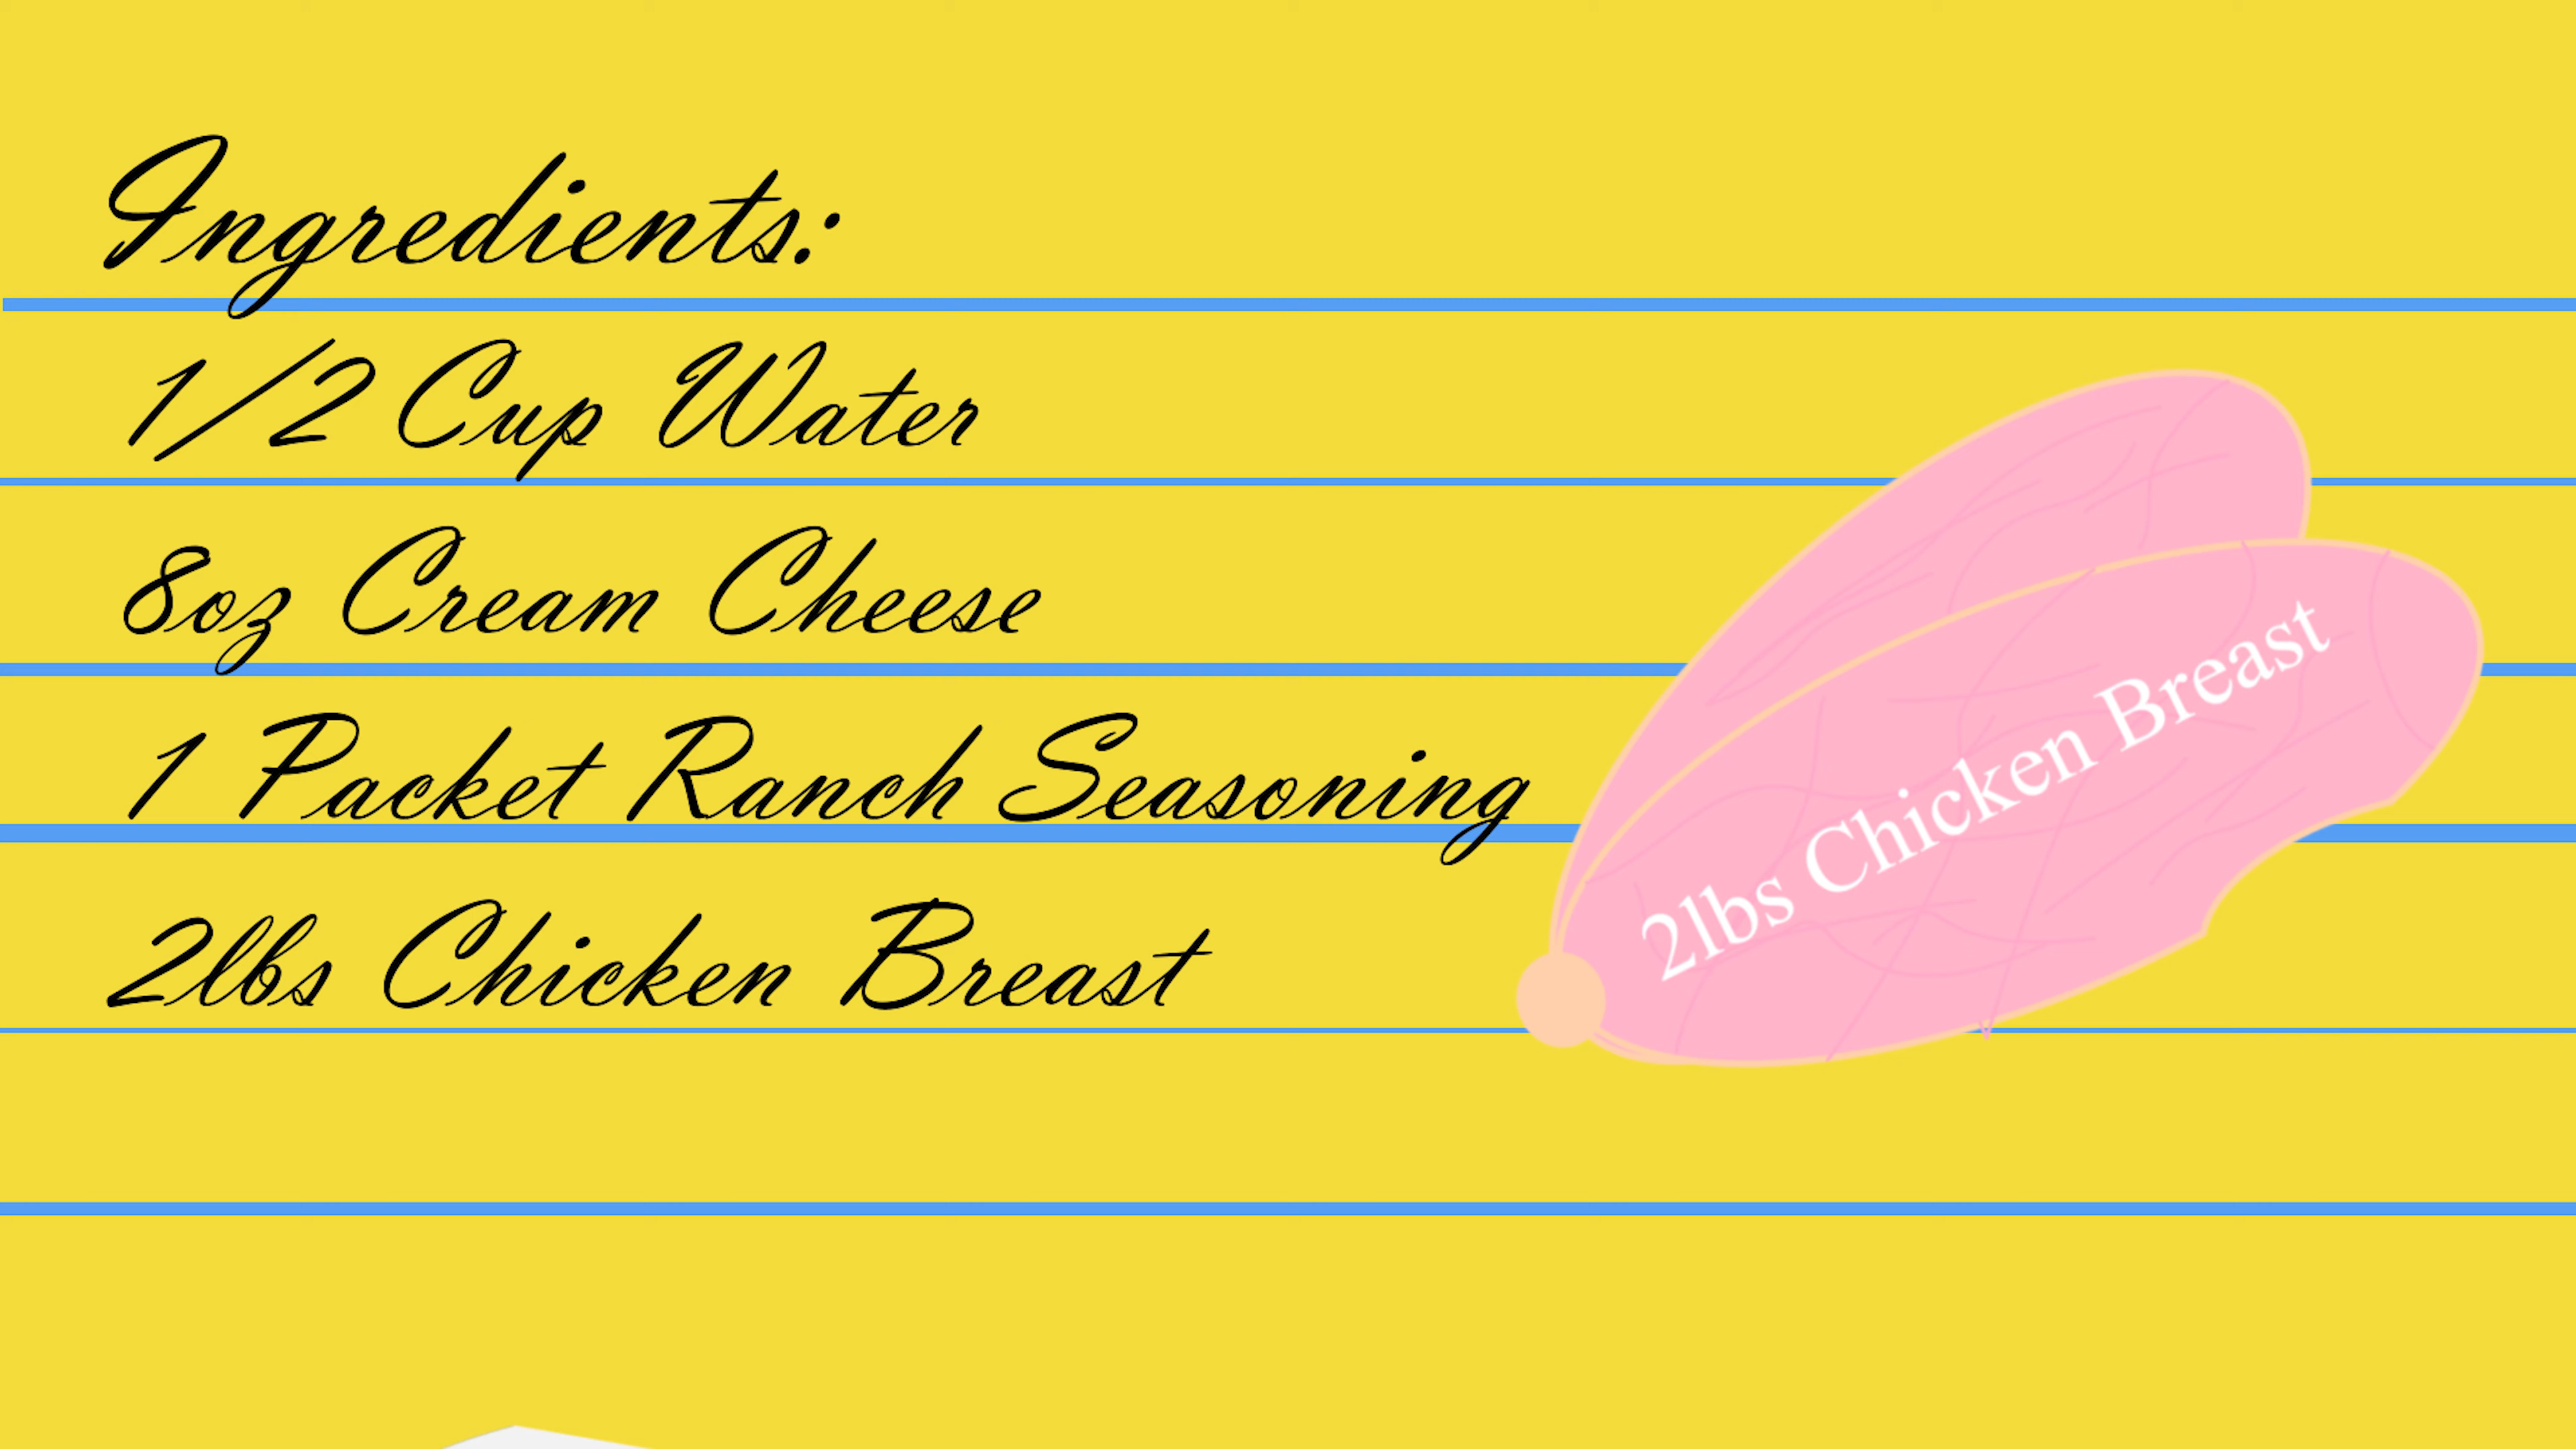 Ingredients:
1/2 Cup Water
8oz Cream Cheese
1 Packet Ranch Seasoning
2lbs Chicken Breast
2lbs Chicken Breast